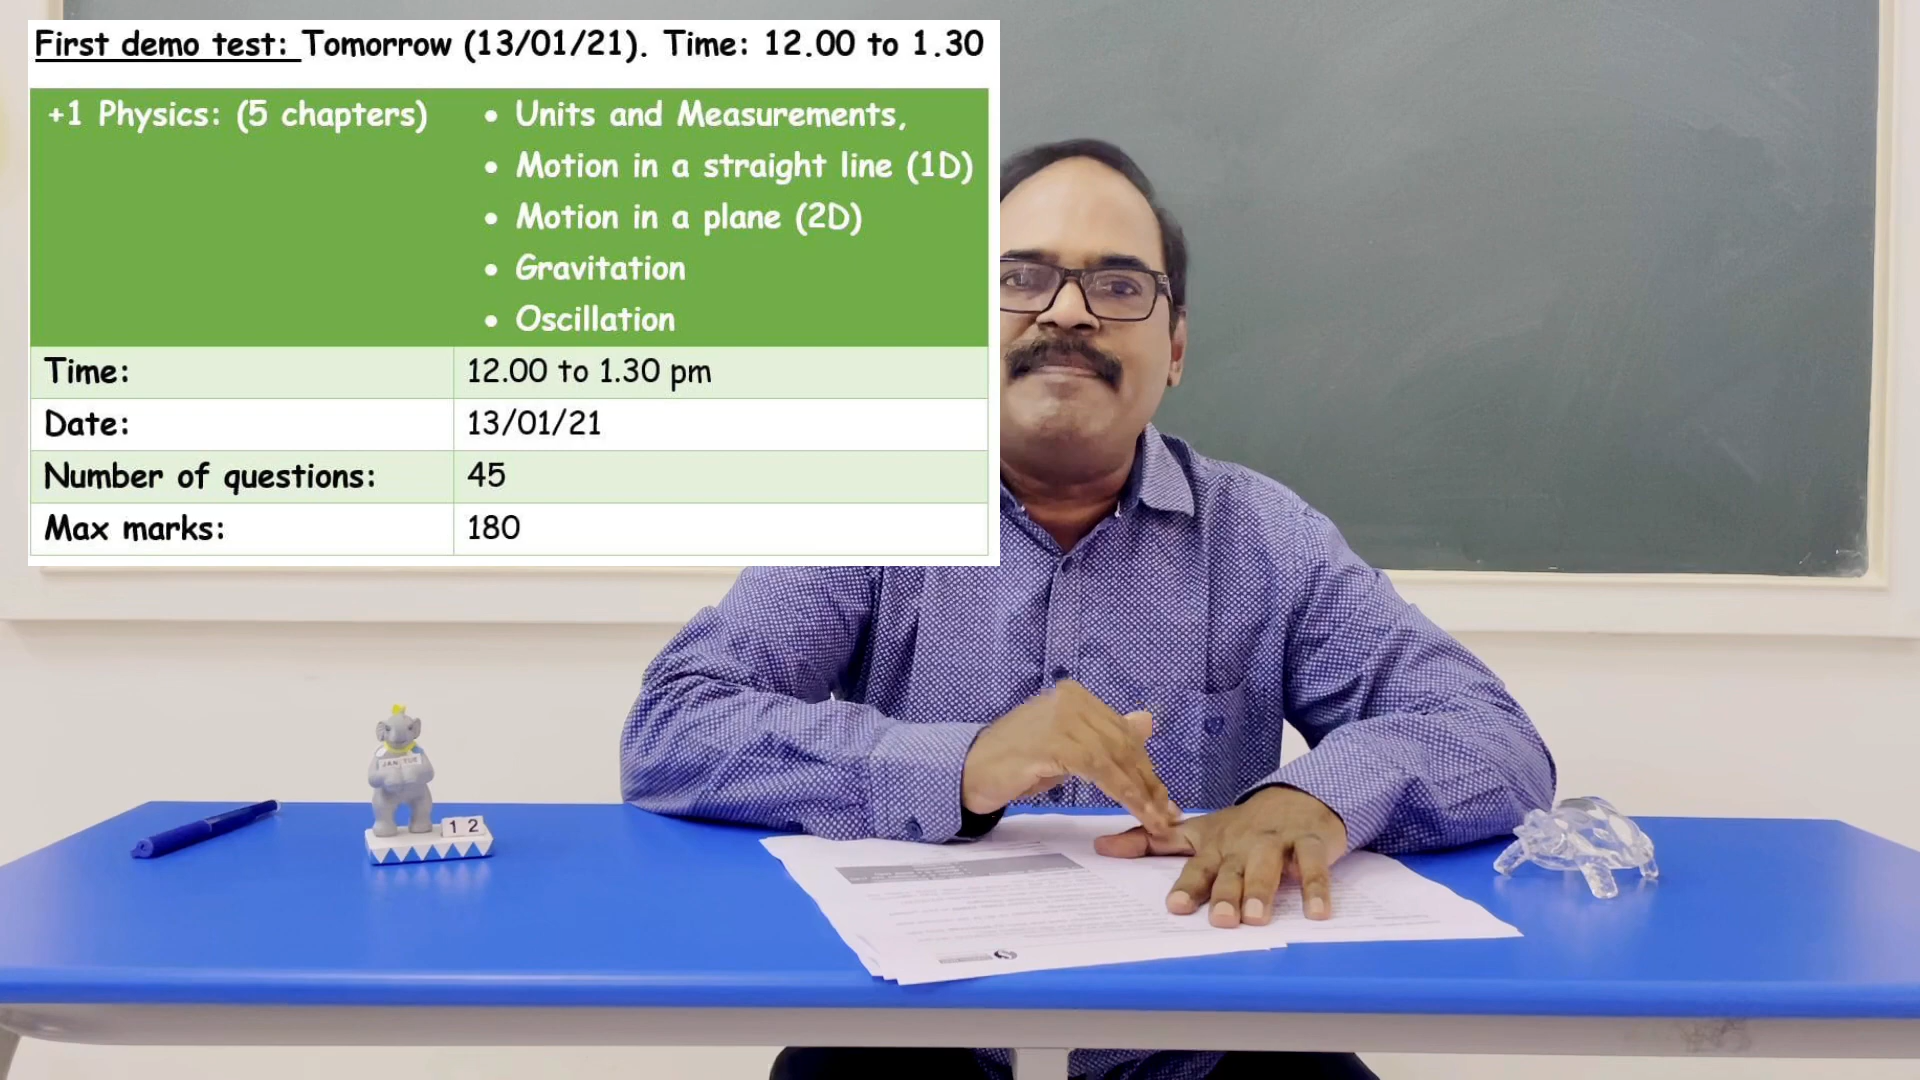 First demo test: Tomorrow (13/01/21). Time: 12.00 to 1.30
+1 Physics: (5 chapters)
• Units and Measurements,
• Motion in a straight line (1D)
• Motion in a plane (2D)
• Gravitation
• Oscillation
Time: 12.00 to 1.30 pm
Date: 13/01/21
Number of questions: 45
Max marks: 180
JAN TUE
1 2